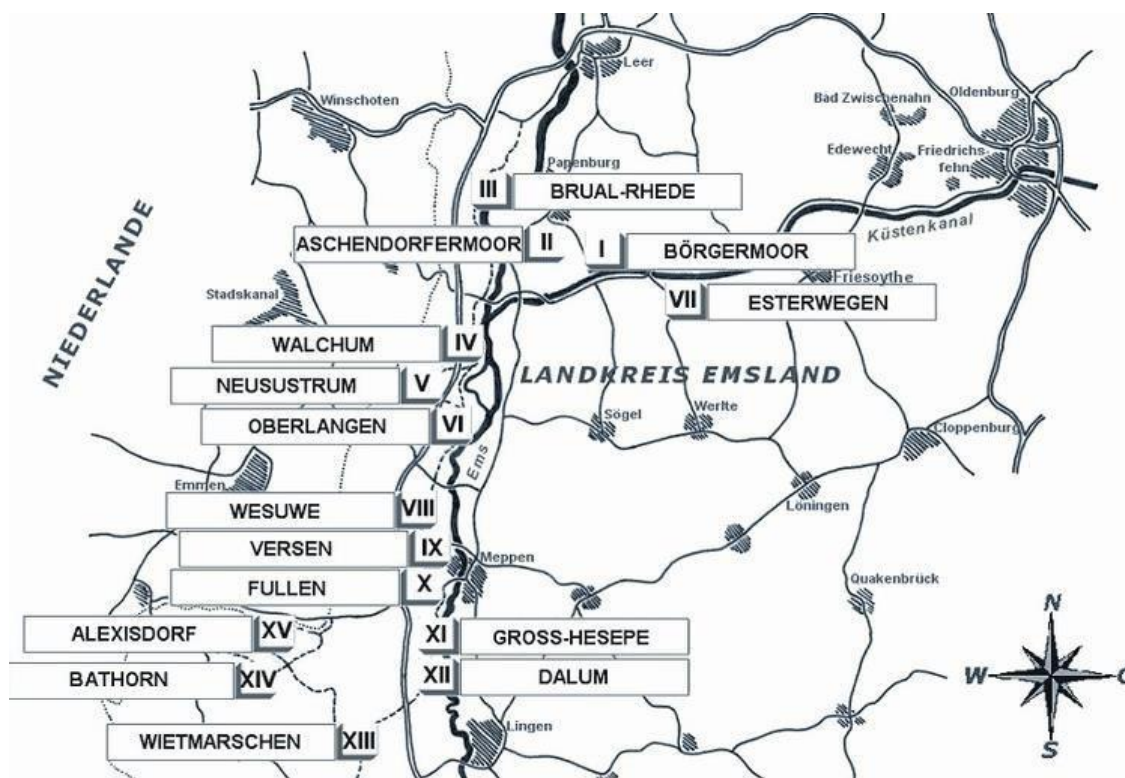 Leer
Winschoten
Bad Zwischenahn
Oldenburg
Edewecht
Friedrichs-
fehn
Papenburg
III BRUAL-RHEDE
Küstenkanal
ASCHENDORFERMOOR II
I BÖRGERMOOR
Friesoythe
VII ESTERWEGEN
Stadskanal
NIEDERLANDE
WALCHUM IV
NEUSUSTRUM V
LANDKREIS EMSLAND
OBERLANGEN VI
Sögel
Werlte
Cloppenburg
Ems
Emmen
WESUWE VIII
Löningen
VERSEN IX
Meppen
FULLEN X
Quakenbrück
ALEXISDORF XV
XI GROSS-HESEPE
BATHORN XIV
XII DALUM
WIETMARSCHEN XIII
Lingen
N
W
S